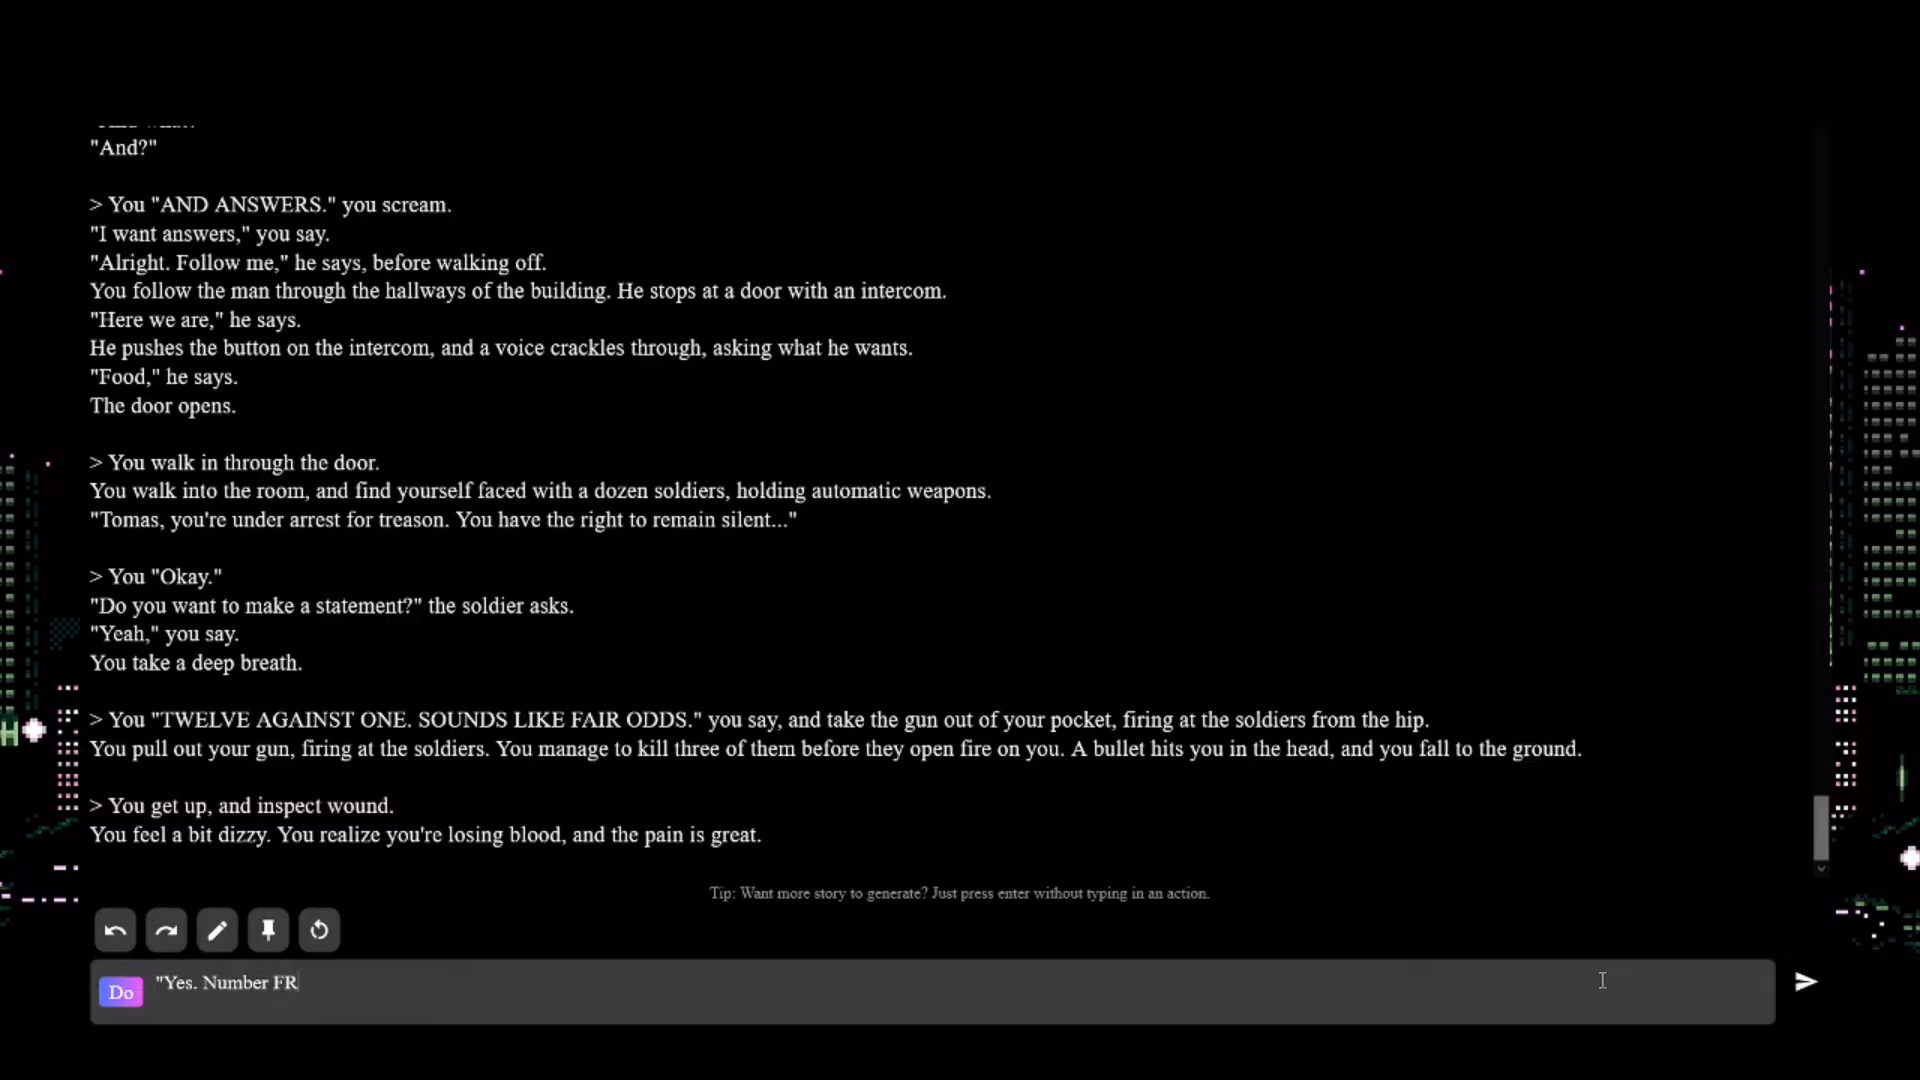 "And?"
> You "AND ANSWERS." you scream.
"I want answers," you say.
"Alright. Follow me," he says, before walking off.
You follow the man through the hallways of the building. He stops at a door with an intercom.
"Here we are," he says.
He pushes the button on the intercom, and a voice crackles through, asking what he wants.
"Food," he says.
The door opens.
> You walk in through the door.
You walk into the room, and find yourself faced with a dozen soldiers, holding automatic weapons.
"Tomas, you're under arrest for treason. You have the right to remain silent..."
> You "Okay."
"Do you want to make a statement?" the soldier asks.
"Yeah," you say.
You take a deep breath.
> You "TWELVE AGAINST ONE. SOUNDS LIKE FAIR ODDS." you say, and take the gun out of your pocket, firing at the soldiers from the hip.
You pull out your gun, firing at the soldiers. You manage to kill three of them before they open fire on you. A bullet hits you in the head, and you fall to the ground.
> You get up, and inspect wound.
You feel a bit dizzy. You realize you're losing blood, and the pain is great.
Tip: Want more story to generate? Just press enter without typing in an action.
Do "Yes. Number FR